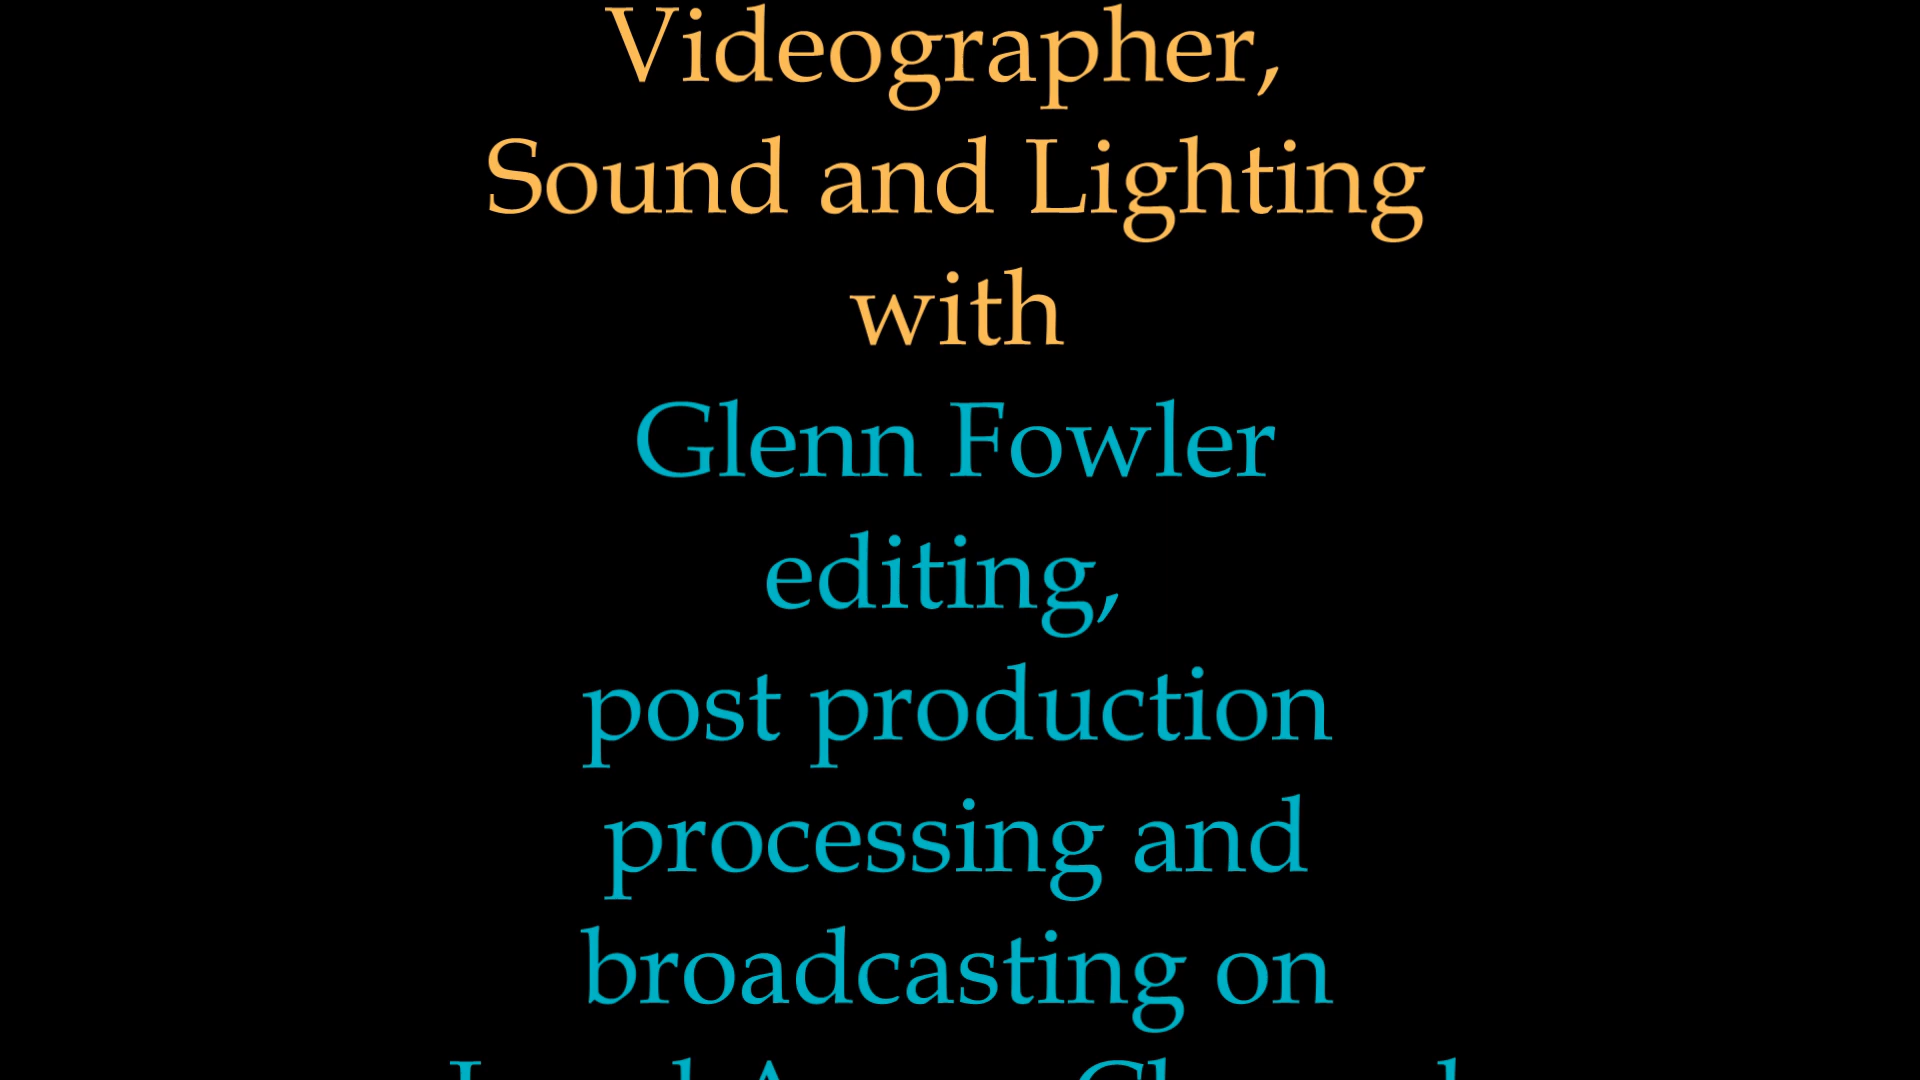 Videographer,
Sound and Lighting
with
Glenn Fowler
editing,
post production
processing and
broadcasting on